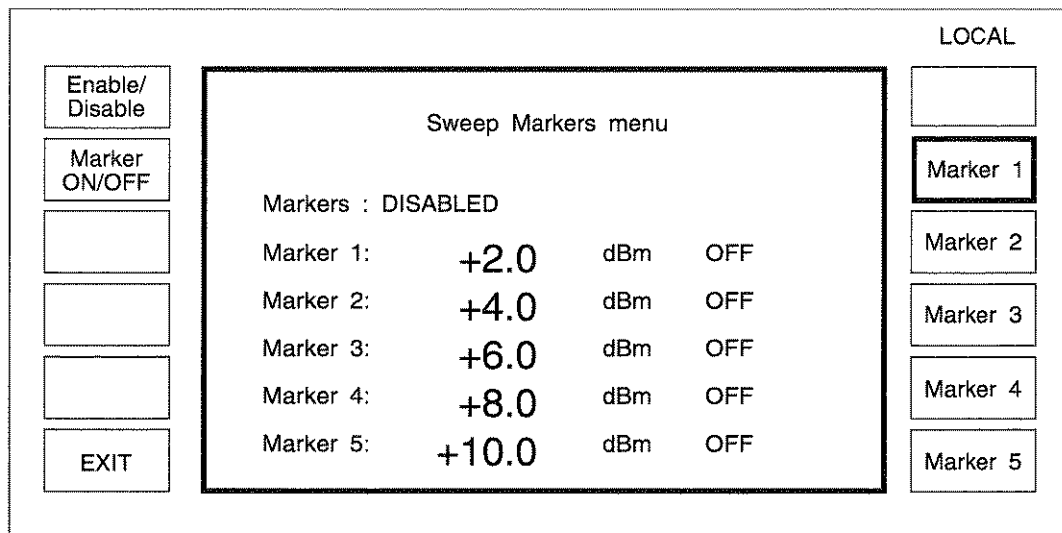 LOCAL
Enable/
Disable
Marker
ON/OFF
EXIT
Sweep Markers menu
Markers : DISABLED
Marker 1: +2.0 dBm OFF
Marker 2: +4.0 dBm OFF
Marker 3: +6.0 dBm OFF
Marker 4: +8.0 dBm OFF
Marker 5: +10.0 dBm OFF
Marker 1
Marker 2
Marker 3
Marker 4
Marker 5